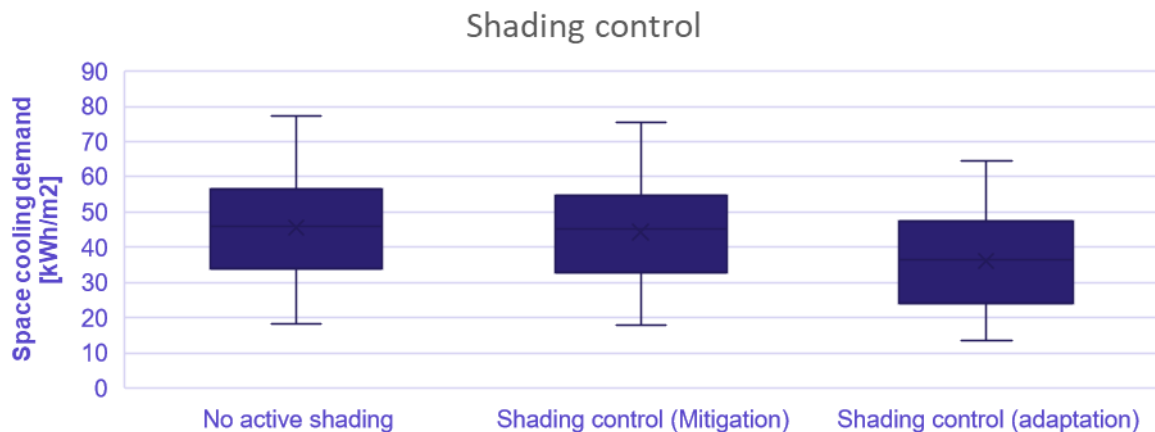 Shading control
Space cooling demand
[kWh/m2]
90
80
70
60
50
40
30
20
10
0
No active shading
Shading control (Mitigation)
Shading control (adaptation)